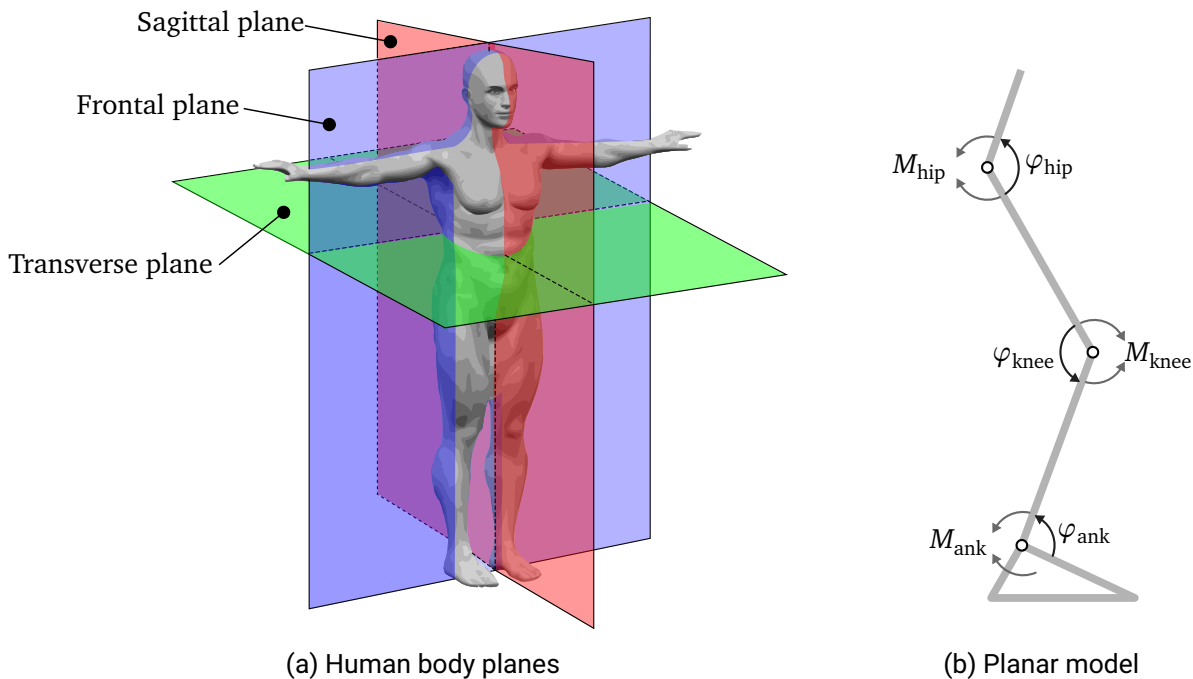 Sagittal plane
Frontal plane
Transverse plane
M_hip
φ_hip
φ_knee
M_knee
M_ank
φ_ank
(a) Human body planes
(b) Planar model